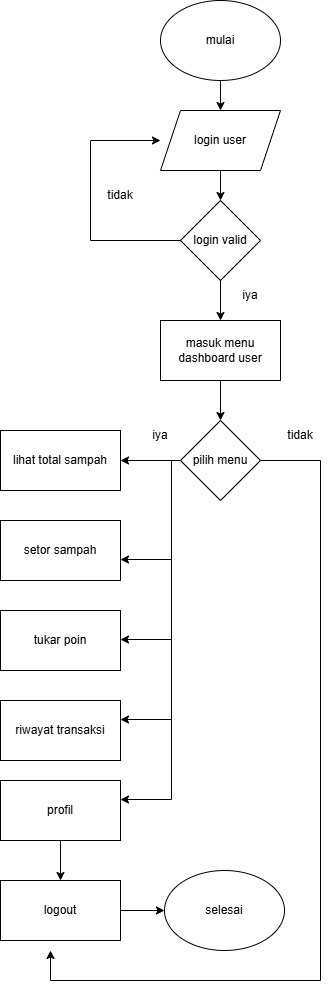 mulai
login user
tidak
login valid
iya
masuk menu
dashboard user
iya
tidak
pilih menu
lihat total sampah
setor sampah
tukar poin
riwayat transaksi
profil
logout
selesai